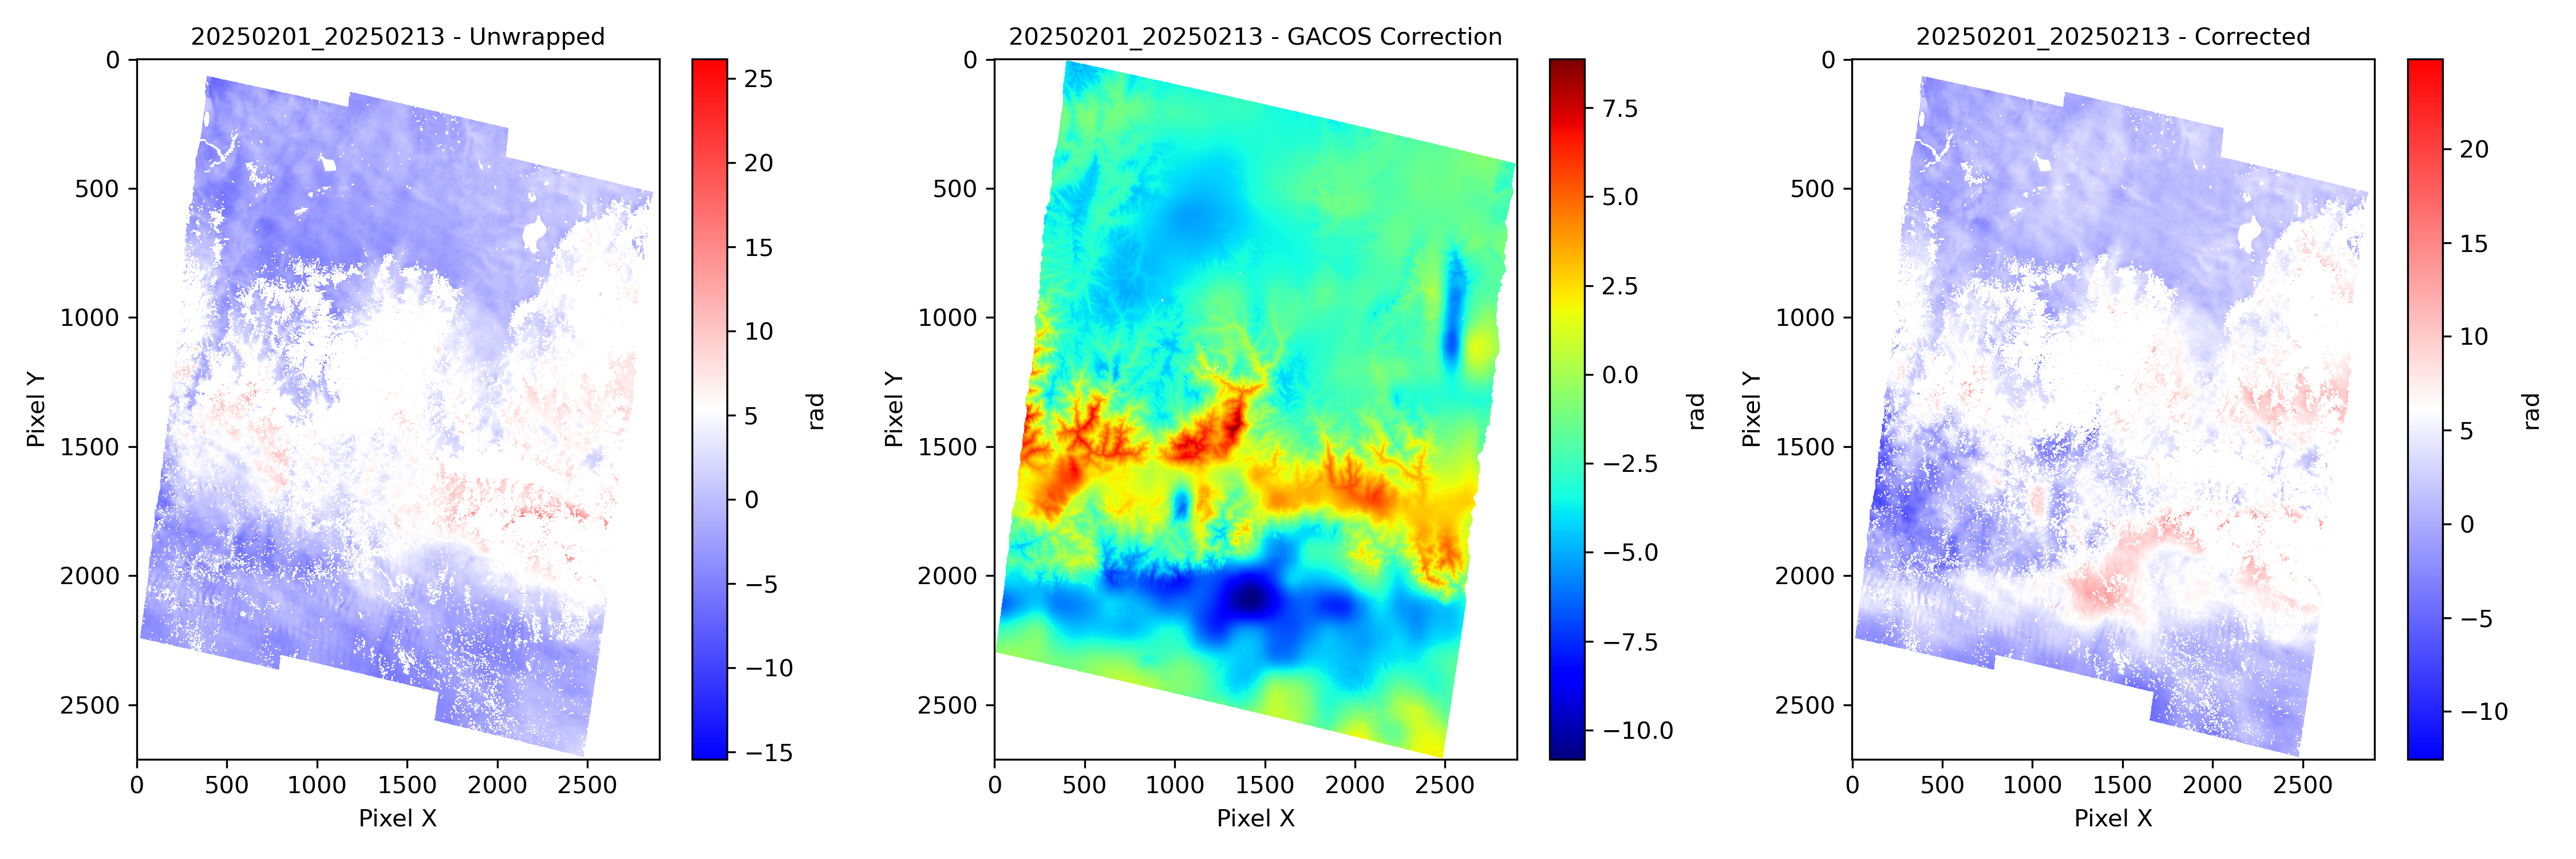 20250201_20250213 - Unwrapped
0
500
1000
1500
2000
2500
Pixel Y
0 500 1000 1500 2000 2500
Pixel X
25
20
15
10
5
0
−5
−10
−15
rad
20250201_20250213 - GACOS Correction
0
500
1000
1500
2000
2500
Pixel Y
0 500 1000 1500 2000 2500
Pixel X
7.5
5.0
2.5
0.0
−2.5
−5.0
−7.5
−10.0
rad
20250201_20250213 - Corrected
0
500
1000
1500
2000
2500
Pixel Y
0 500 1000 1500 2000 2500
Pixel X
20
15
10
5
0
−5
−10
rad